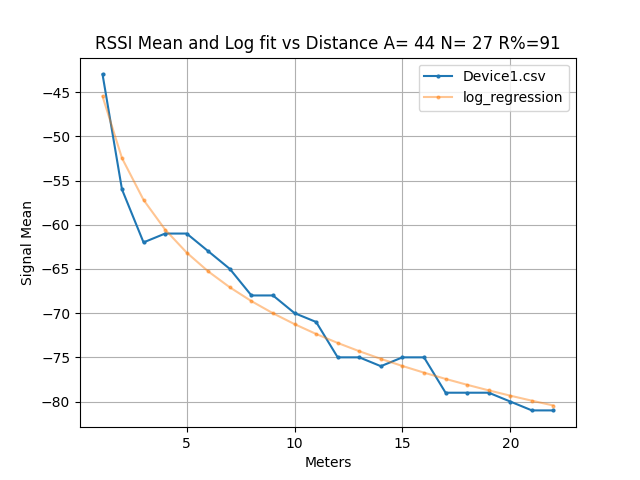 RSSI Mean and Log fit vs Distance A= 44 N= 27 R%=91
Device1.csv
log_regression
−45
−50
−55
−60
−65
−70
−75
−80
Signal Mean
5 10 15 20
Meters